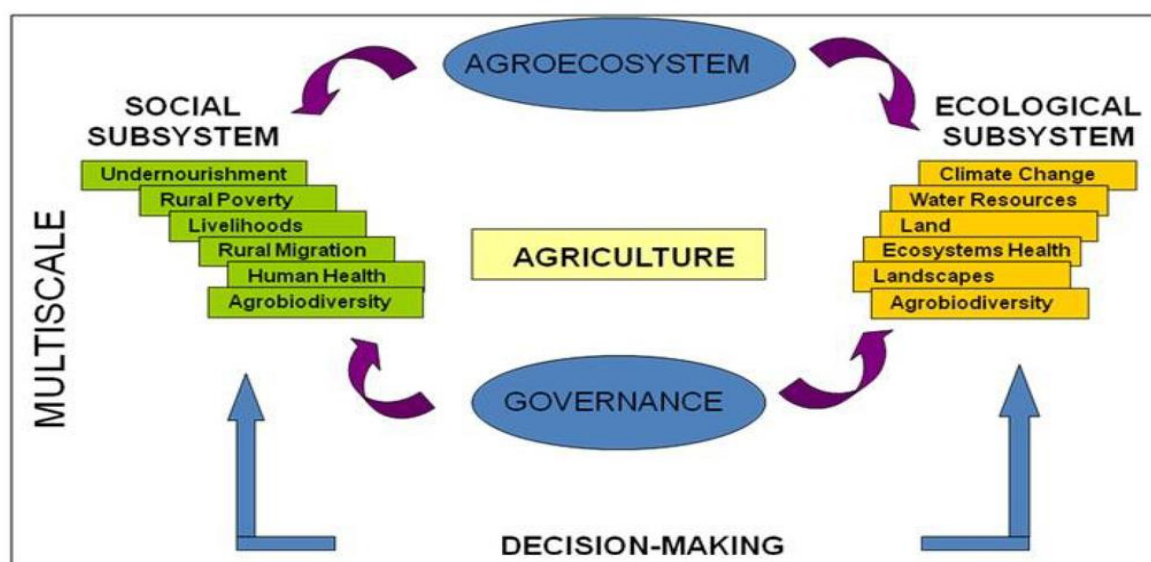 AGROECOSYSTEM
SOCIAL
SUBSYSTEM
ECOLOGICAL
SUBSYSTEM
Undernourishment
Rural Poverty
Livelihoods
Rural Migration
Human Health
Agrobiodiversity
AGRICULTURE
Climate Change
Water Resources
Land
Ecosystems Health
Landscapes
Agrobiodiversity
MULTISCALE
GOVERNANCE
DECISION-MAKING